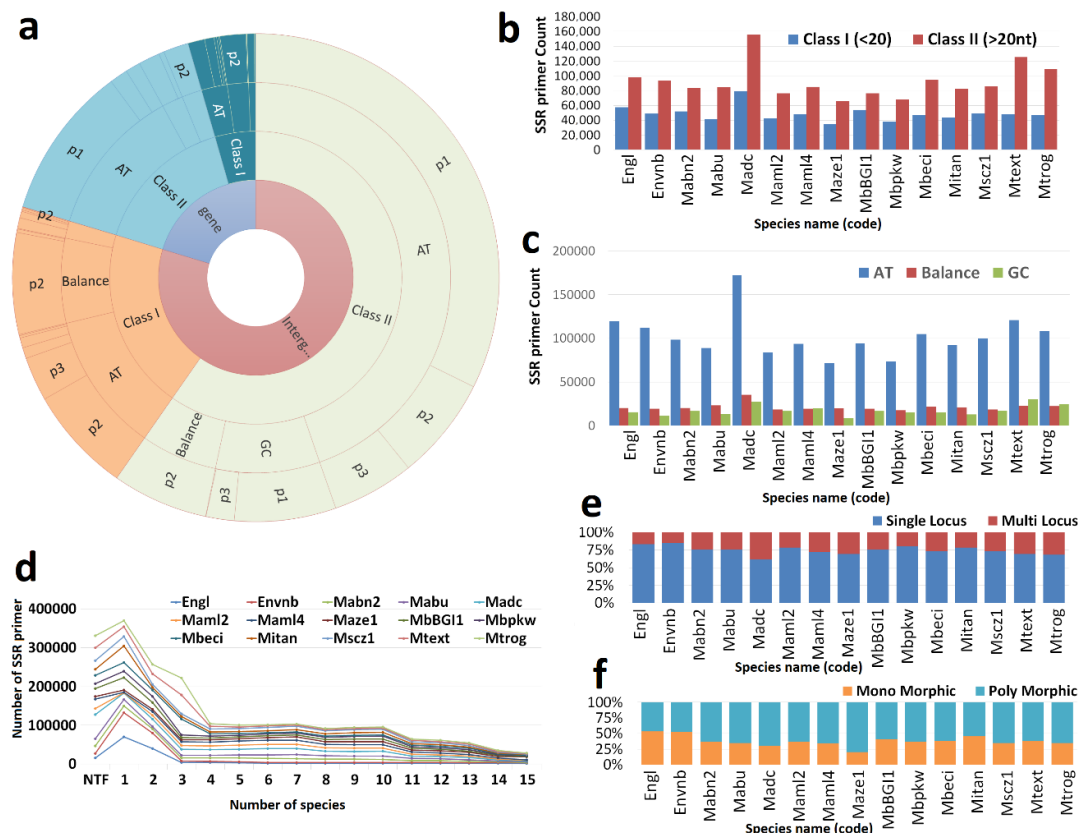 a
p1
p2
p3
AT
Class II
GC
p1
p3
Balance
p2
Interg...
gene
Class I
AT
p2
p3
Balance
p2
p2
Class II
AT
p1
p2
Class I
AT
p2
b
SSR primer Count
180.000
160.000
140.000
120.000
100.000
80.000
60.000
40.000
20.000
0.000
Class I (<20) Class II (>20nt)
Engl Envnb Mabn2 Mabu Madc Maml2 Maml4 Maze1 MbBGl1 Mbpkw Mbeci Mitan Mscz1 Mtext Mtrog
Species name (code)
c
SSR primer Count
200000
150000
100000
50000
0
AT Balance GC
Engl Envnb Mabn2 Mabu Madc Maml2 Maml4 Maze1 MbBGl1 Mbpkw Mbeci Mitan Mscz1 Mtext Mtrog
Species name (code)
d
Number of SSR primer
400000
300000
200000
100000
0
Engl Envnb Mabn2 Mabu Madc
Maml2 Maml4 Maze1 MbBGl1 Mbpkw
Mbeci Mitan Mscz1 Mtext Mtrog
NTF 1 2 3 4 5 6 7 8 9 10 11 12 13 14 15
Number of species
e
Single Locus Multi Locus
100%
75%
50%
25%
0%
Engl Envnb Mabn2 Mabu Madc Maml2 Maml4 Maze1 MbBGl1 Mbpkw Mbeci Mitan Mscz1 Mtext Mtrog
Species name (code)
f
Mono Morphic Poly Morphic
100%
75%
50%
25%
0%
Engl Envnb Mabn2 Mabu Madc Maml2 Maml4 Maze1 MbBGl1 Mbpkw Mbeci Mitan Mscz1 Mtext Mtrog
Species name (code)